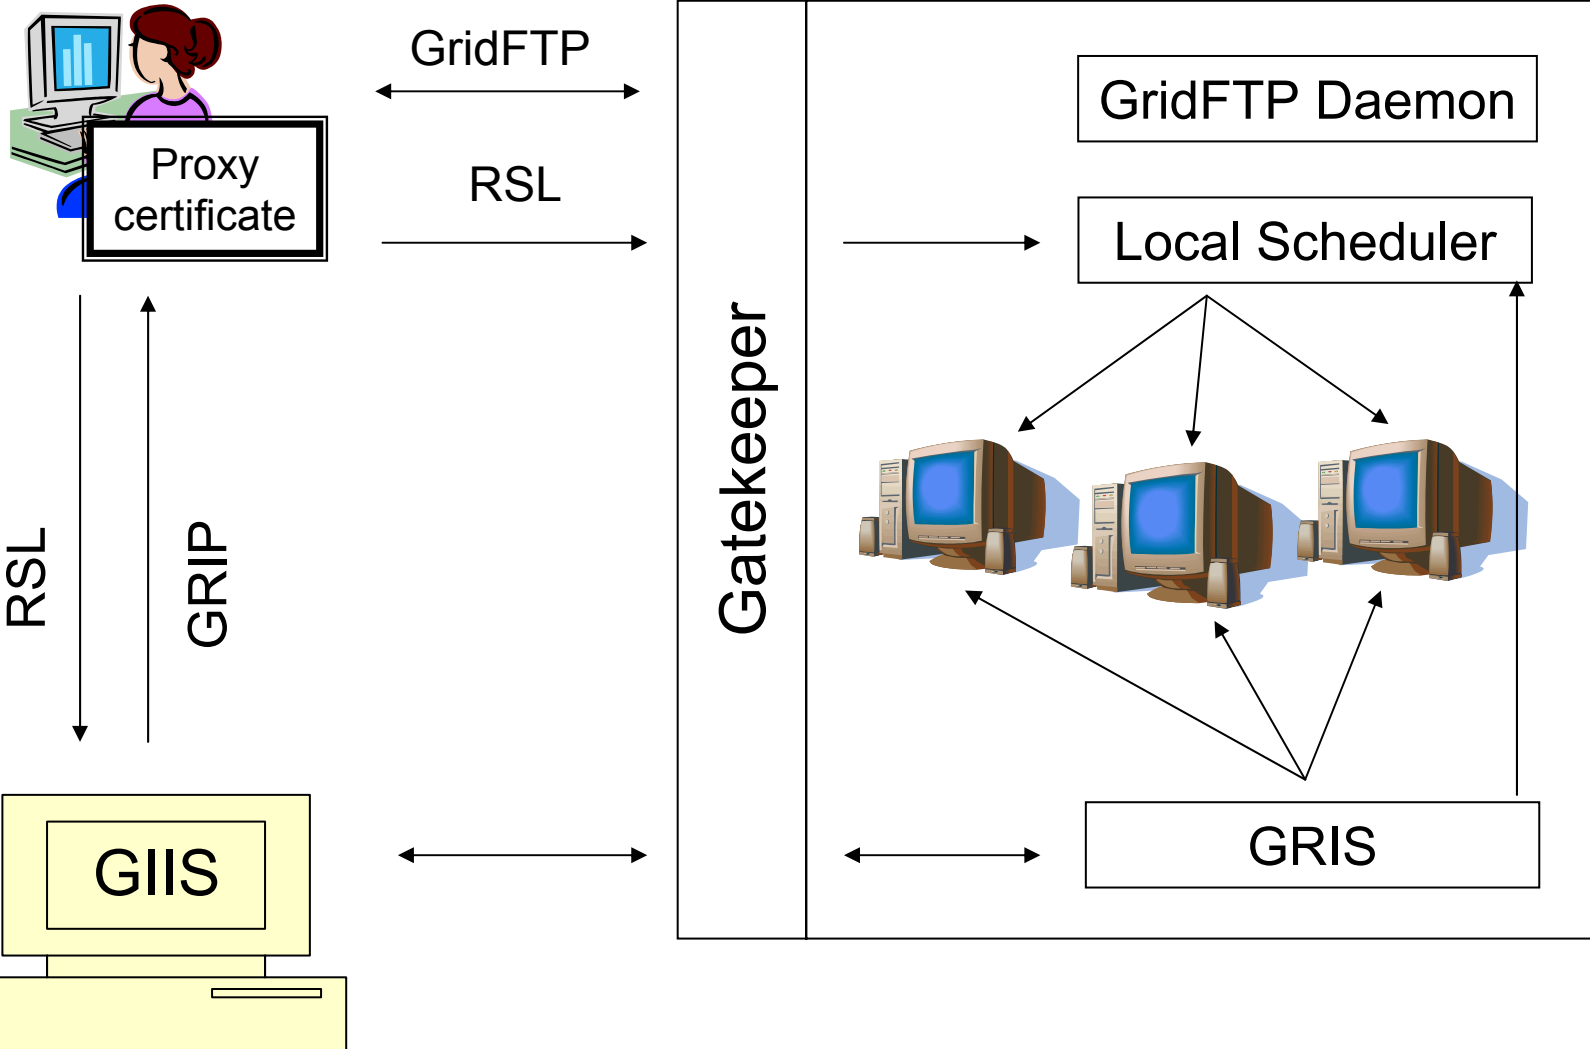 GridFTP
GridFTP Daemon
Proxy
certificate
RSL
Local Scheduler
Gatekeeper
RSL
GRIP
GIIS
GRIS